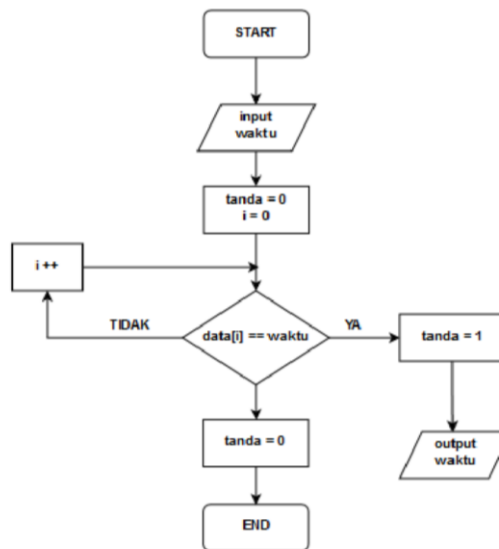 START
input
waktu
tanda = 0
i = 0
i ++
TIDAK
data[i] == waktu
YA
tanda = 1
tanda = 0
output
waktu
END